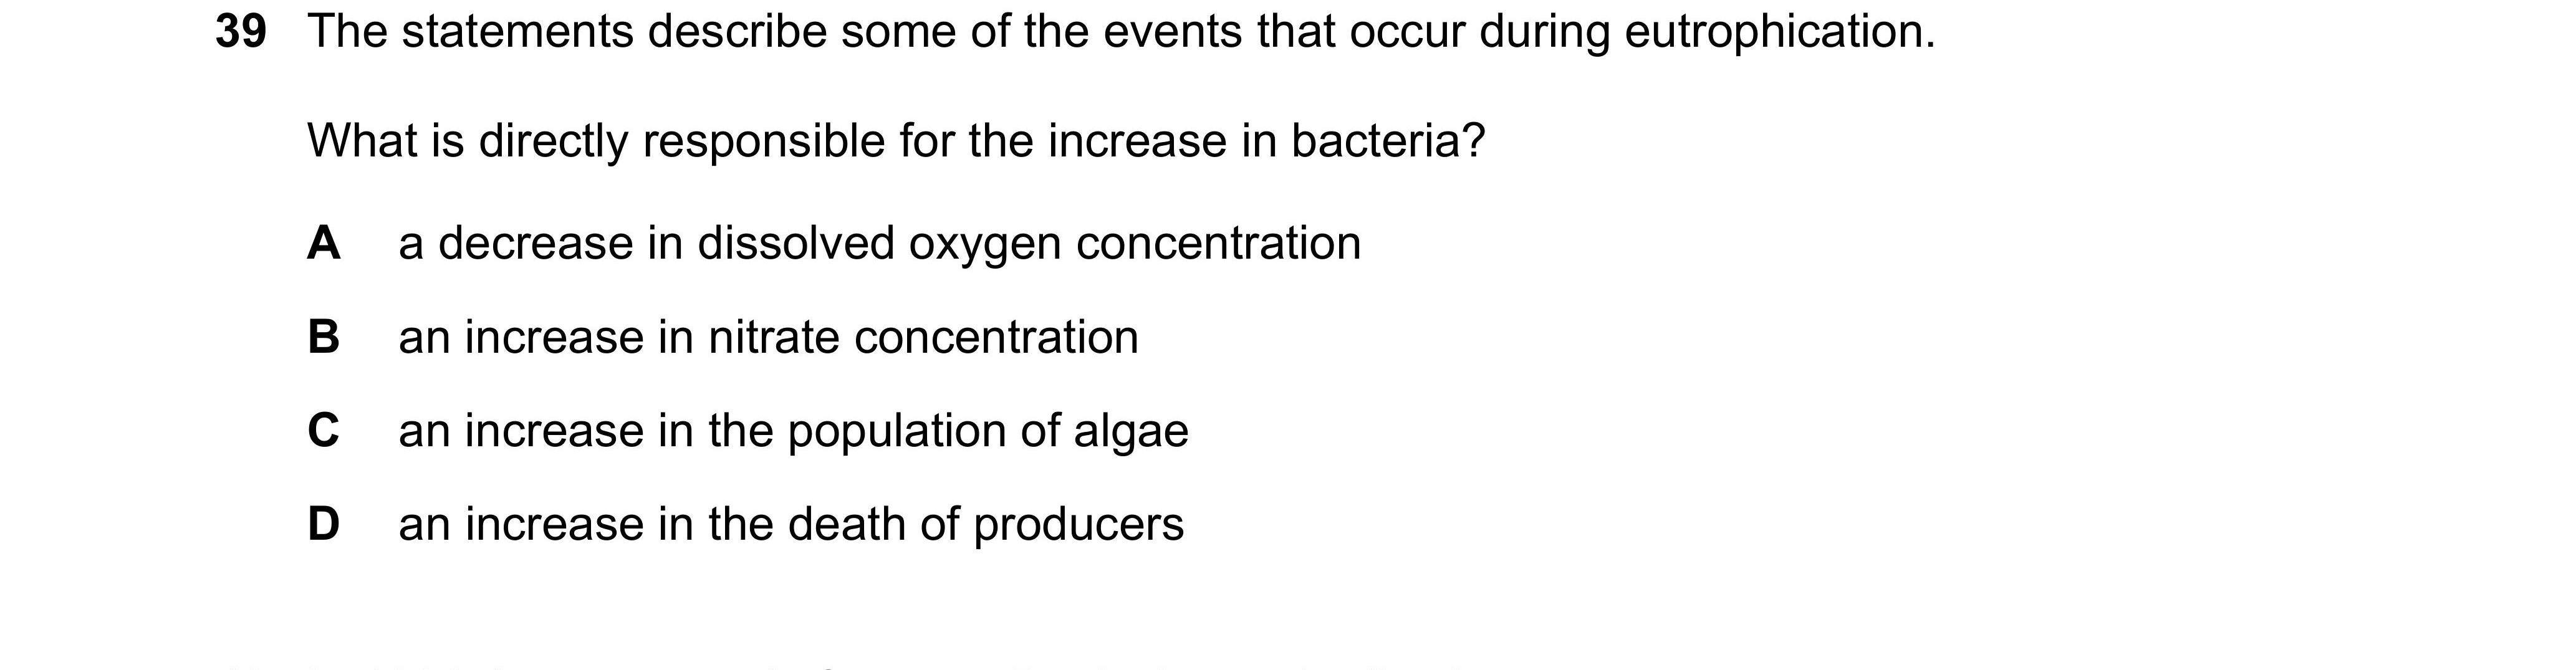 39 The statements describe some of the events that occur during eutrophication.
What is directly responsible for the increase in bacteria?
A a decrease in dissolved oxygen concentration
B an increase in nitrate concentration
C an increase in the population of algae
D an increase in the death of producers